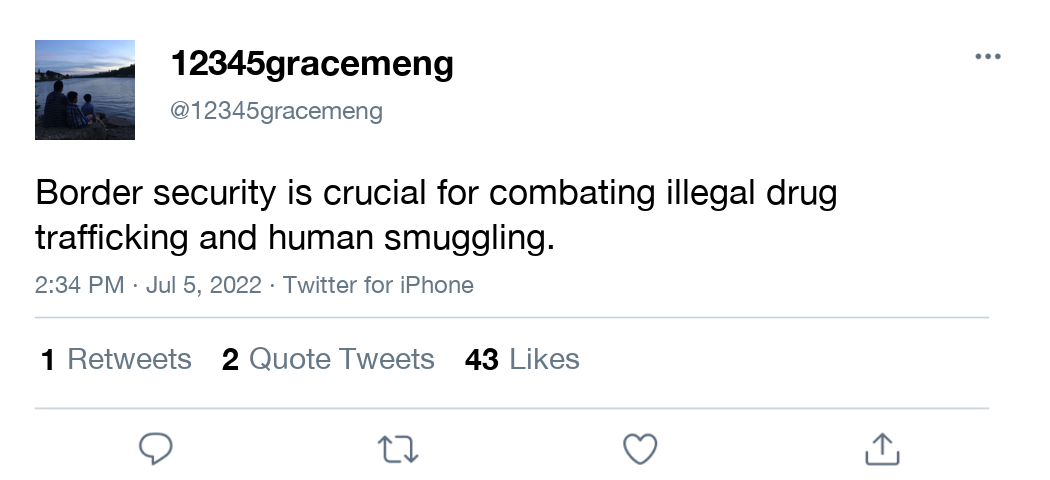 12345gracemeng
@12345gracemeng
Border security is crucial for combating illegal drug
trafficking and human smuggling.
2:34 PM · Jul 5, 2022 · Twitter for iPhone
1 Retweets 2 Quote Tweets 43 Likes